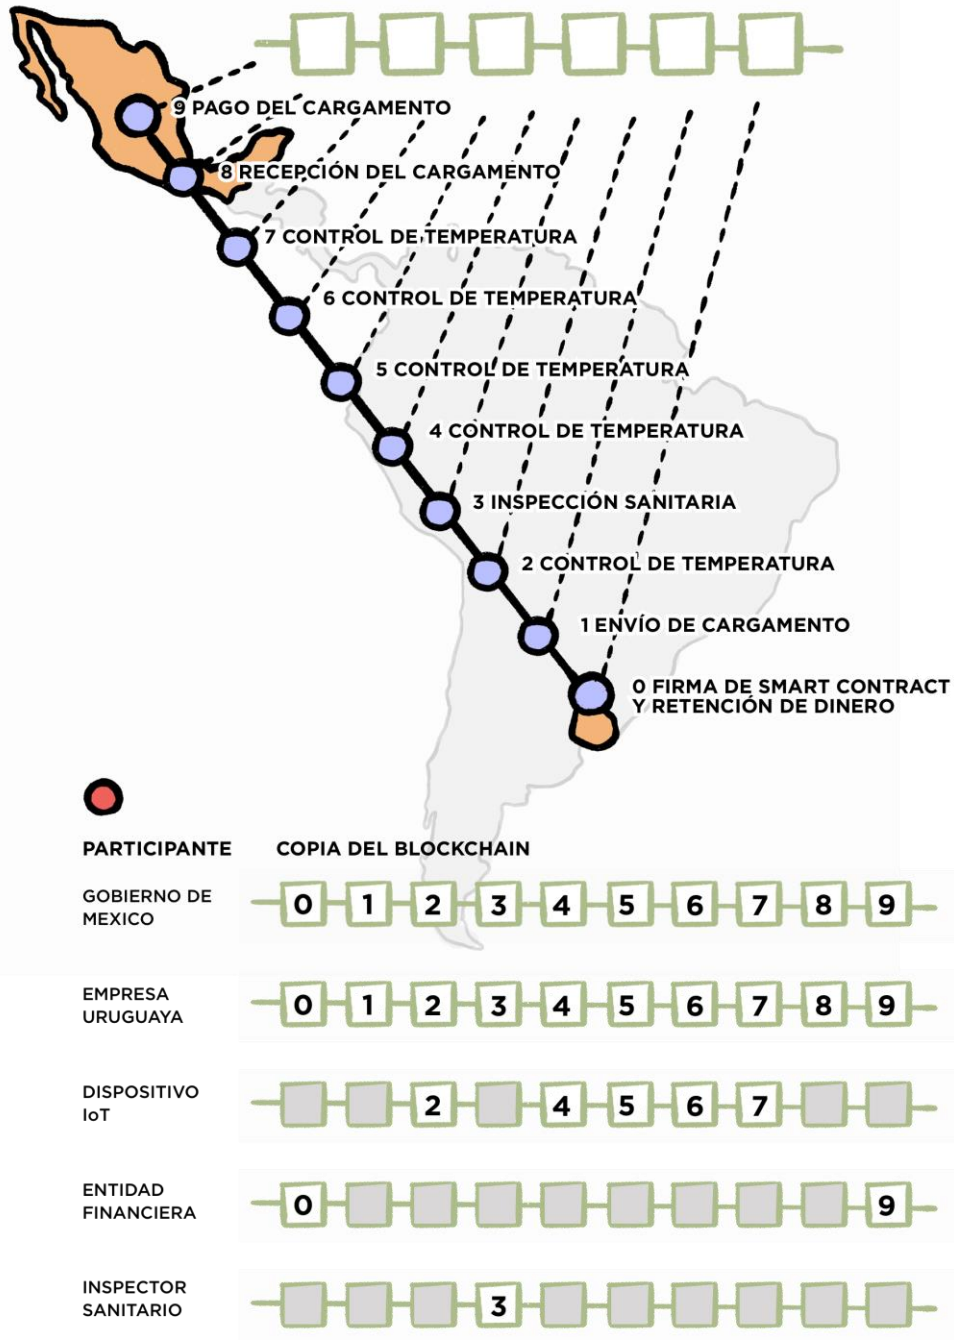 9 PAGO DEL CARGAMENTO
8 RECEPCIÓN DEL CARGAMENTO
7 CONTROL DE TEMPERATURA
6 CONTROL DE TEMPERATURA
5 CONTROL DE TEMPERATURA
4 CONTROL DE TEMPERATURA
3 INSPECCIÓN SANITARIA
2 CONTROL DE TEMPERATURA
1 ENVÍO DE CARGAMENTO
0 FIRMA DE SMART CONTRACT
Y RETENCIÓN DE DINERO
PARTICIPANTE COPIA DEL BLOCKCHAIN
GOBIERNO DE
MEXICO
0 1 2 3 4 5 6 7 8 9
EMPRESA
URUGUAYA
0 1 2 3 4 5 6 7 8 9
DISPOSITIVO
IoT
2 4 5 6 7
ENTIDAD
FINANCIERA
0 9
INSPECTOR
SANITARIO
3